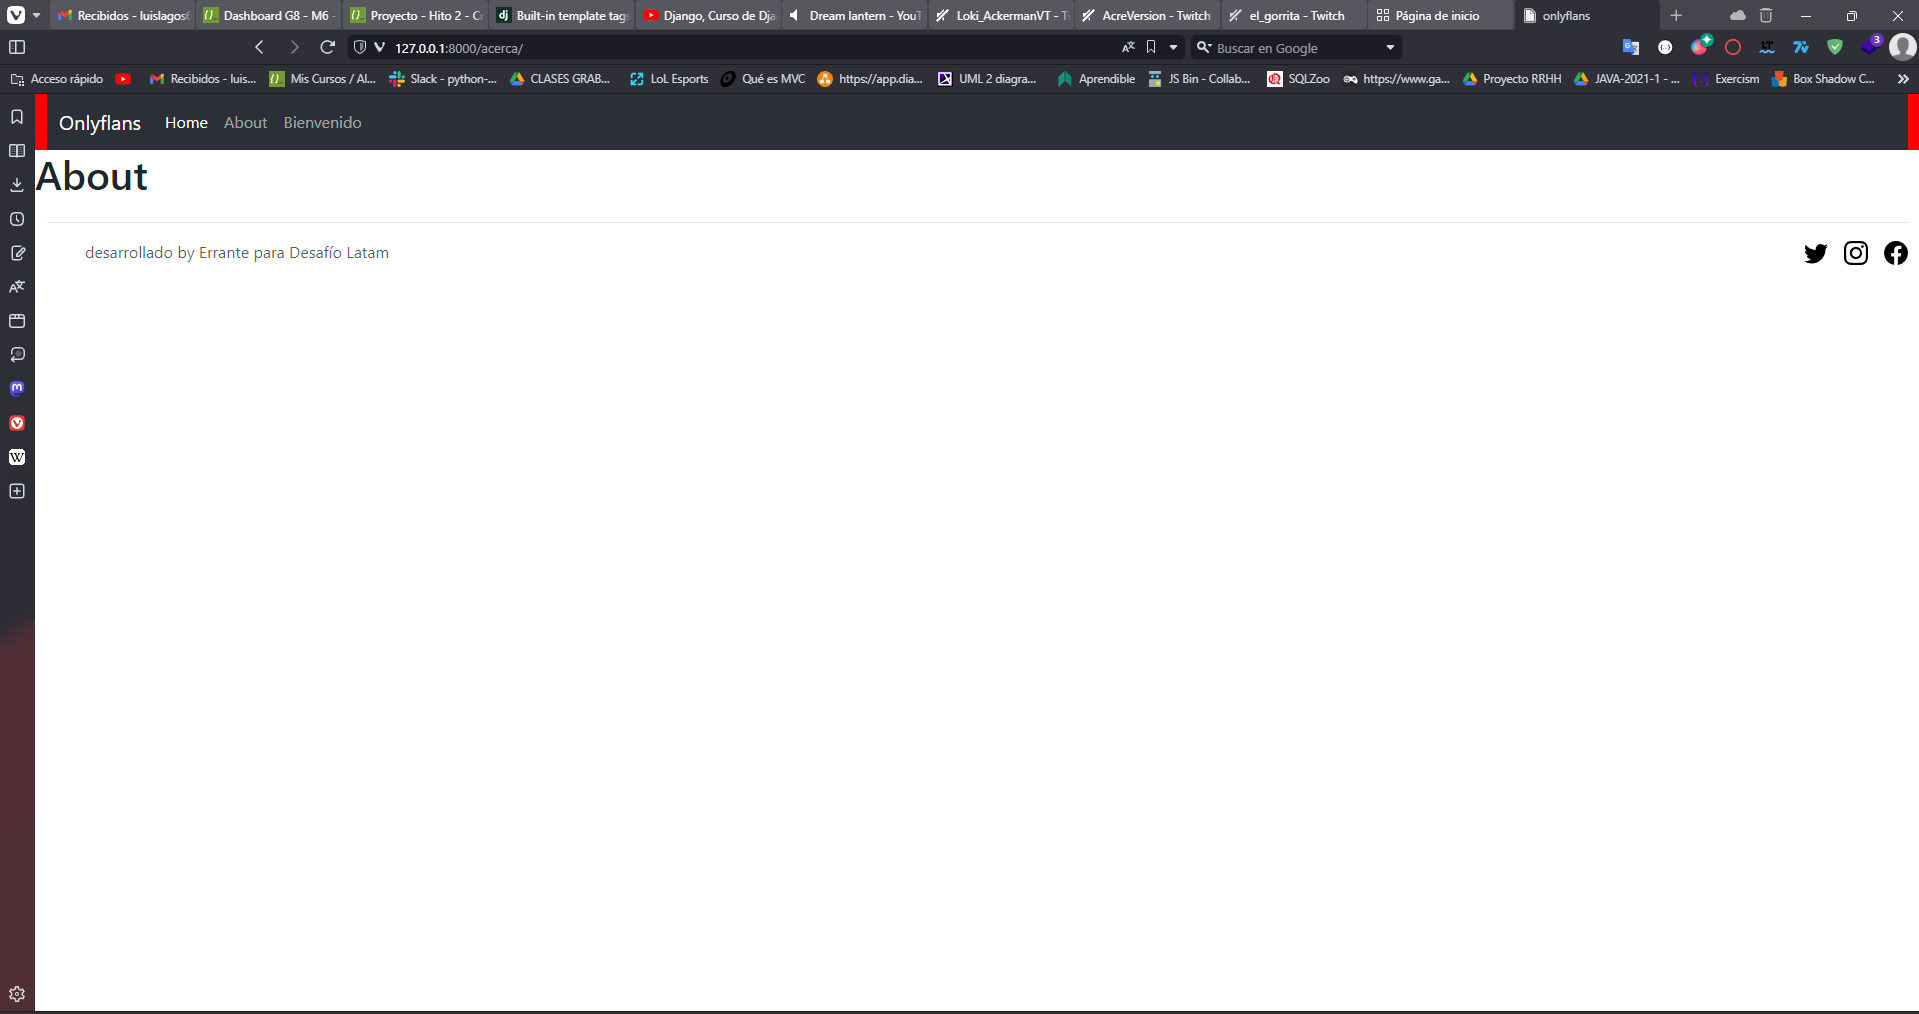 Recibidos - luislagos
Dashboard G8 - M6 -
Proyecto - Hito 2 - Cr
Built-in template tag
Django, Curso de Dja
Dream lantern - YouT
Loki_AckermanVT - T
AcreVersion - Twitch
el_gorrita - Twitch
Página de inicio
onlyflans
127.0.0.1:8000/acerca/
Buscar en Google
3
Acceso rápido
Recibidos - luis...
Mis Cursos / Al...
Slack - python-...
CLASES GRAB...
LoL Esports
Qué es MVC
https://app.dia...
UML 2 diagra...
Aprendible
JS Bin - Collab...
SQLZoo
https://www.ga...
Proyecto RRHH
JAVA-2021-1 - ...
Exercism
Box Shadow C...
Onlyflans Home About Bienvenido
About
desarrollado by Errante para Desafío Latam